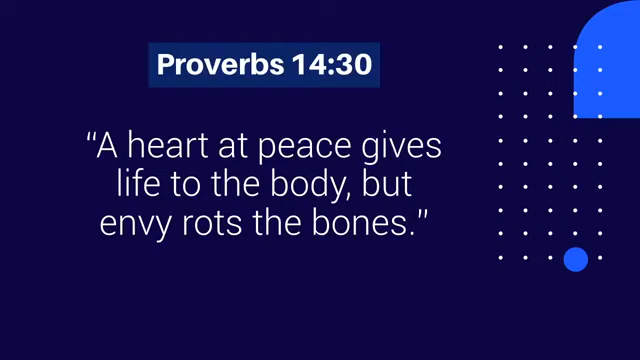 Proverbs 14:30
"A heart at peace gives
life to the body, but
envy rots the bones."